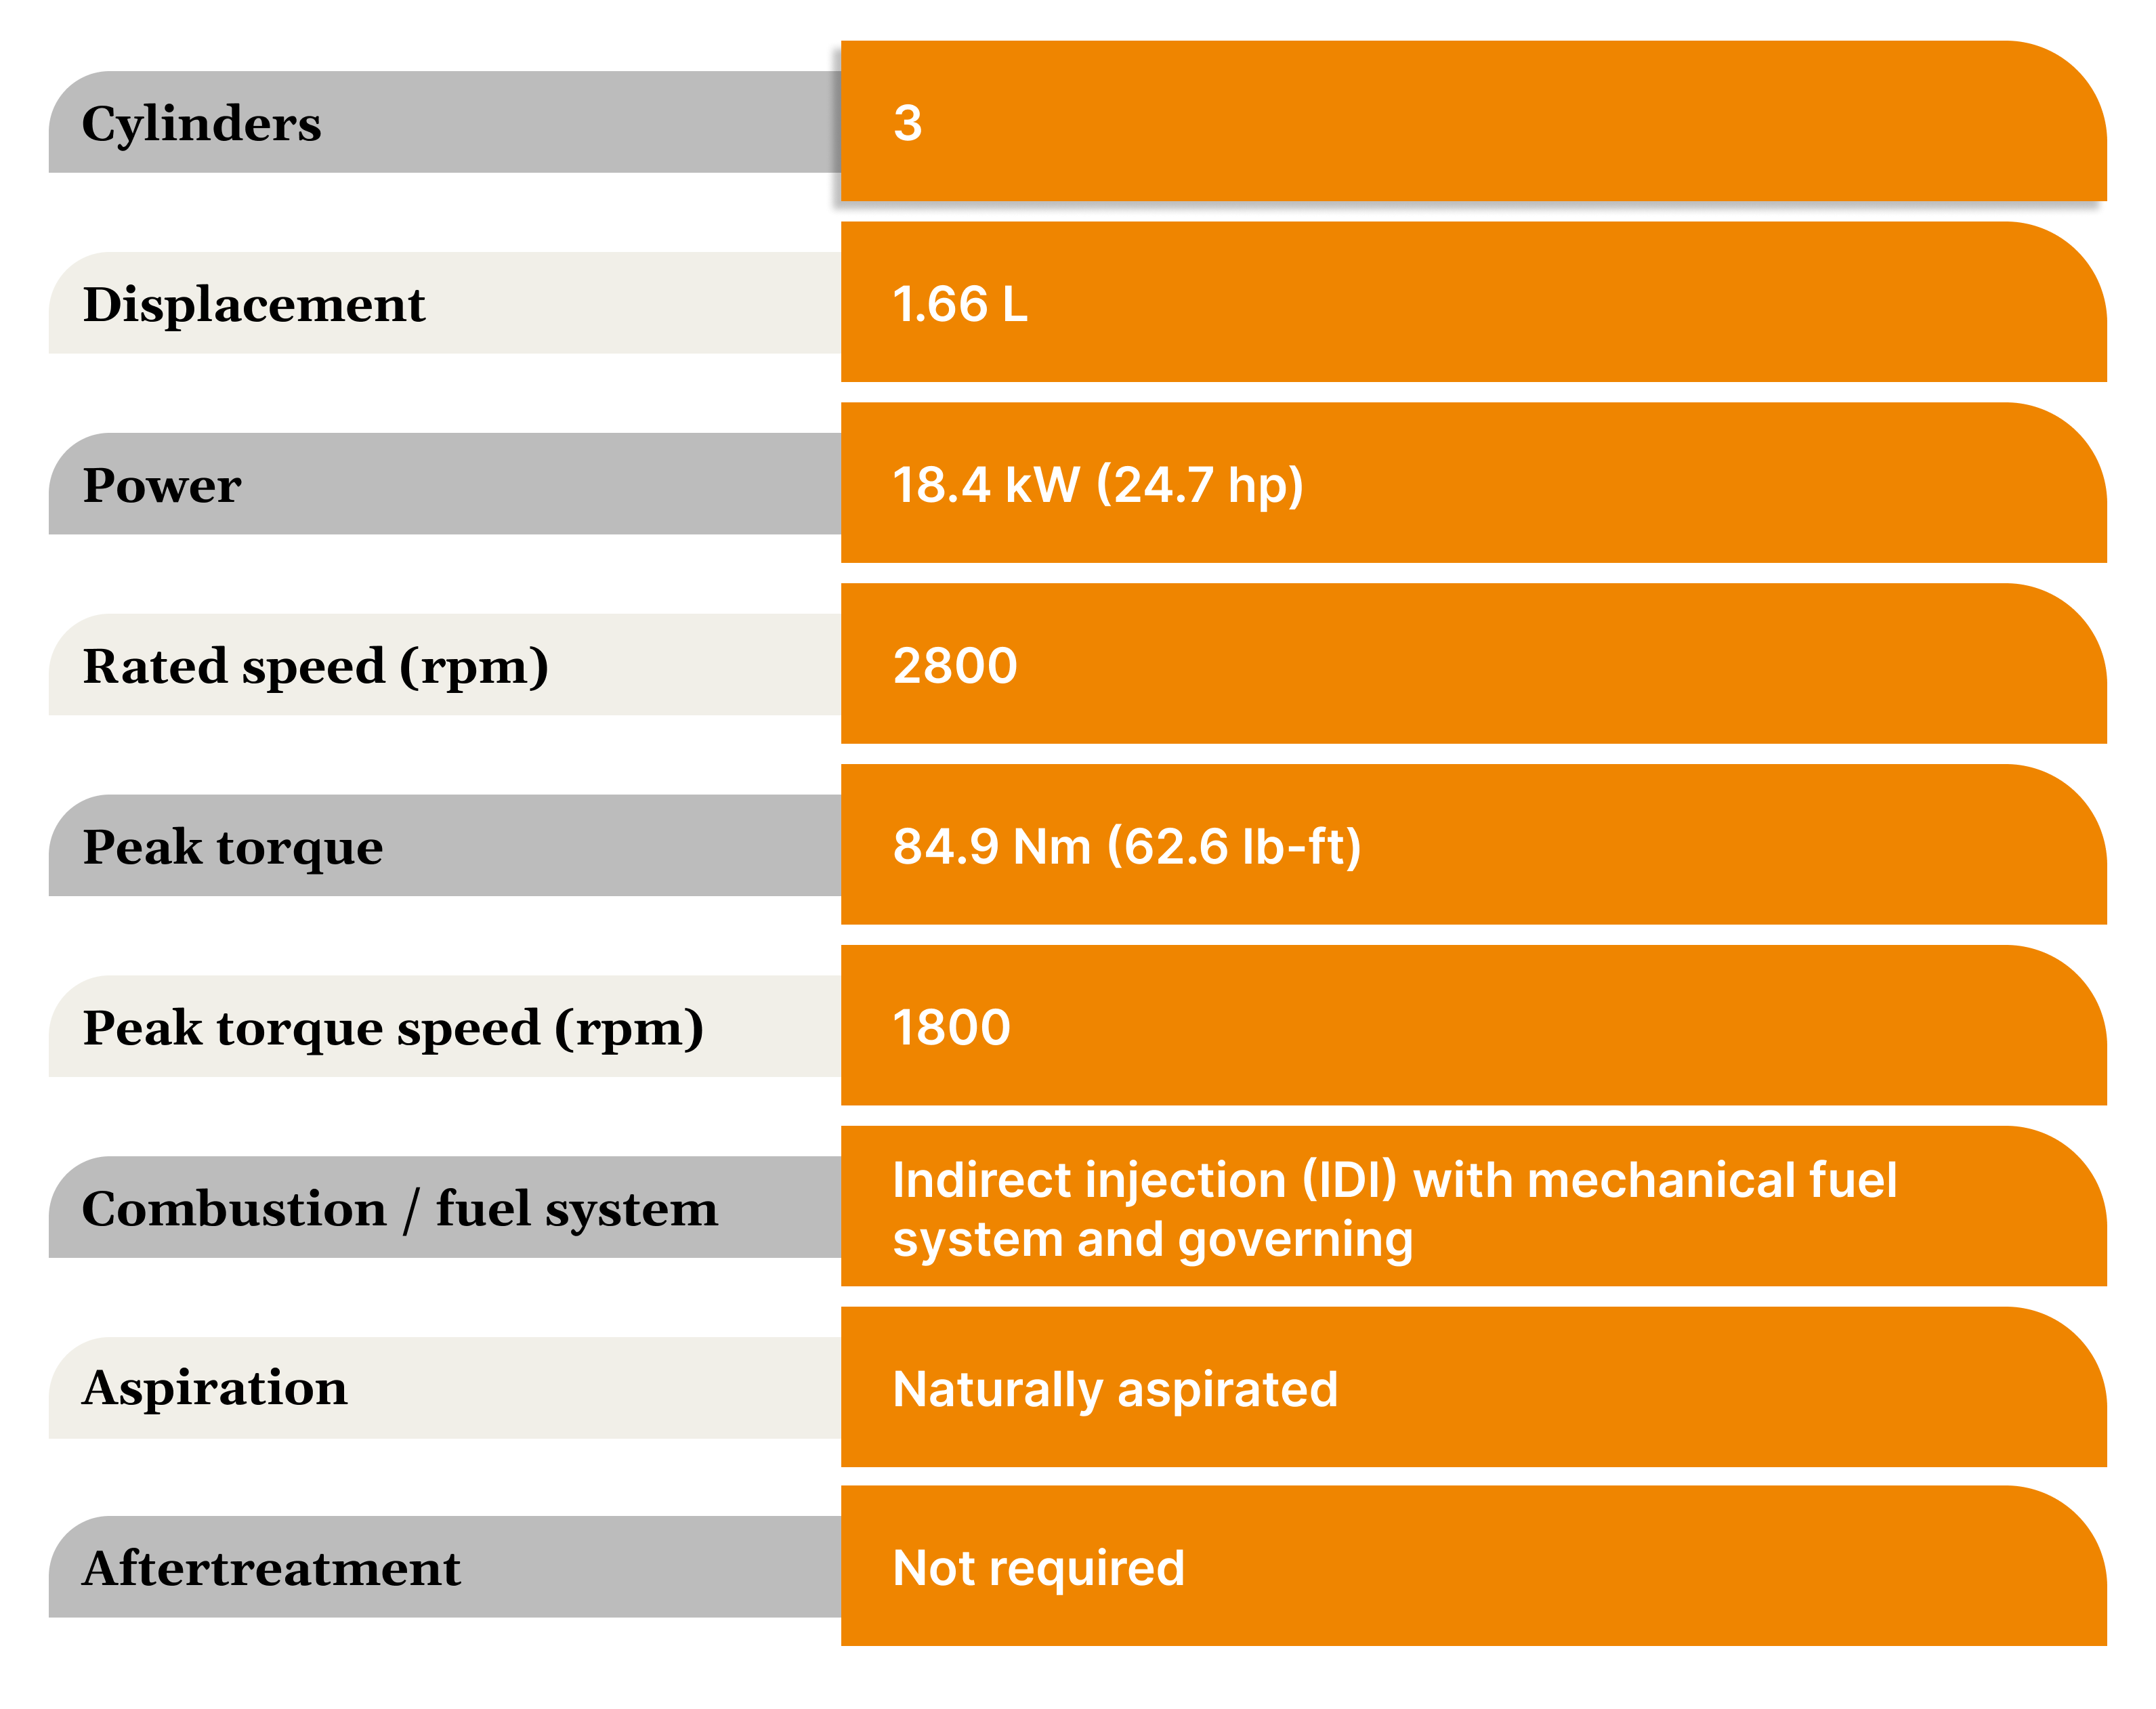 Cylinders
3
Displacement
1.66 L
Power
18.4 kW (24.7 hp)
Rated speed (rpm)
2800
Peak torque
84.9 Nm (62.6 lb-ft)
Peak torque speed (rpm)
1800
Combustion / fuel system
Indirect injection (IDI) with mechanical fuel
system and governing
Aspiration
Naturally aspirated
Aftertreatment
Not required